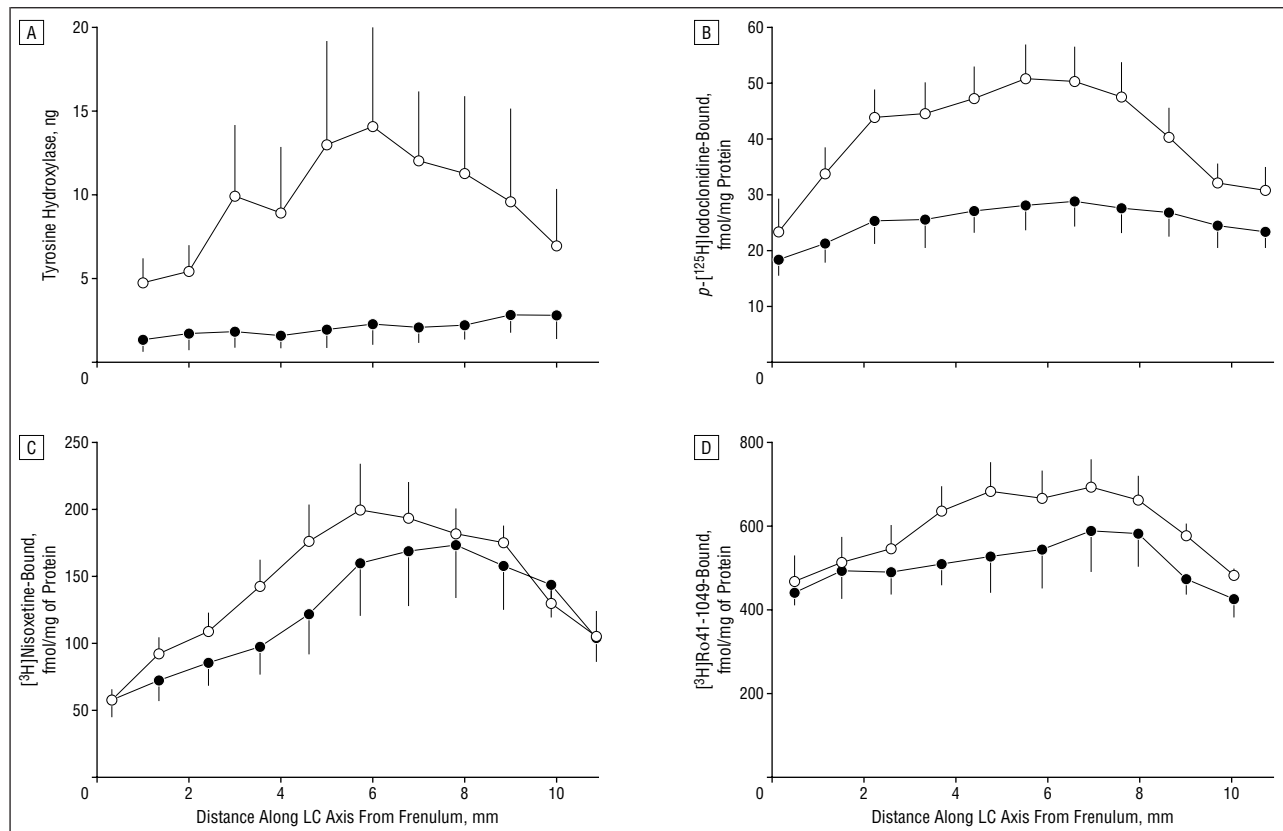 A
20
15
10
5
0
Tyrosine Hydroxylase, ng
B
60
50
40
30
20
10
0
p-[¹²⁵H]Iodoclonidine-Bound,
fmol/mg Protein
C
250
200
150
100
50
0
2
4
6
8
10
[³H]Nisoxetine-Bound,
fmol/mg of Protein
Distance Along LC Axis From Frenulum, mm
D
800
600
400
200
0
2
4
6
8
10
[³H]Ro41-1049-Bound,
fmol/mg of Protein
Distance Along LC Axis From Frenulum, mm